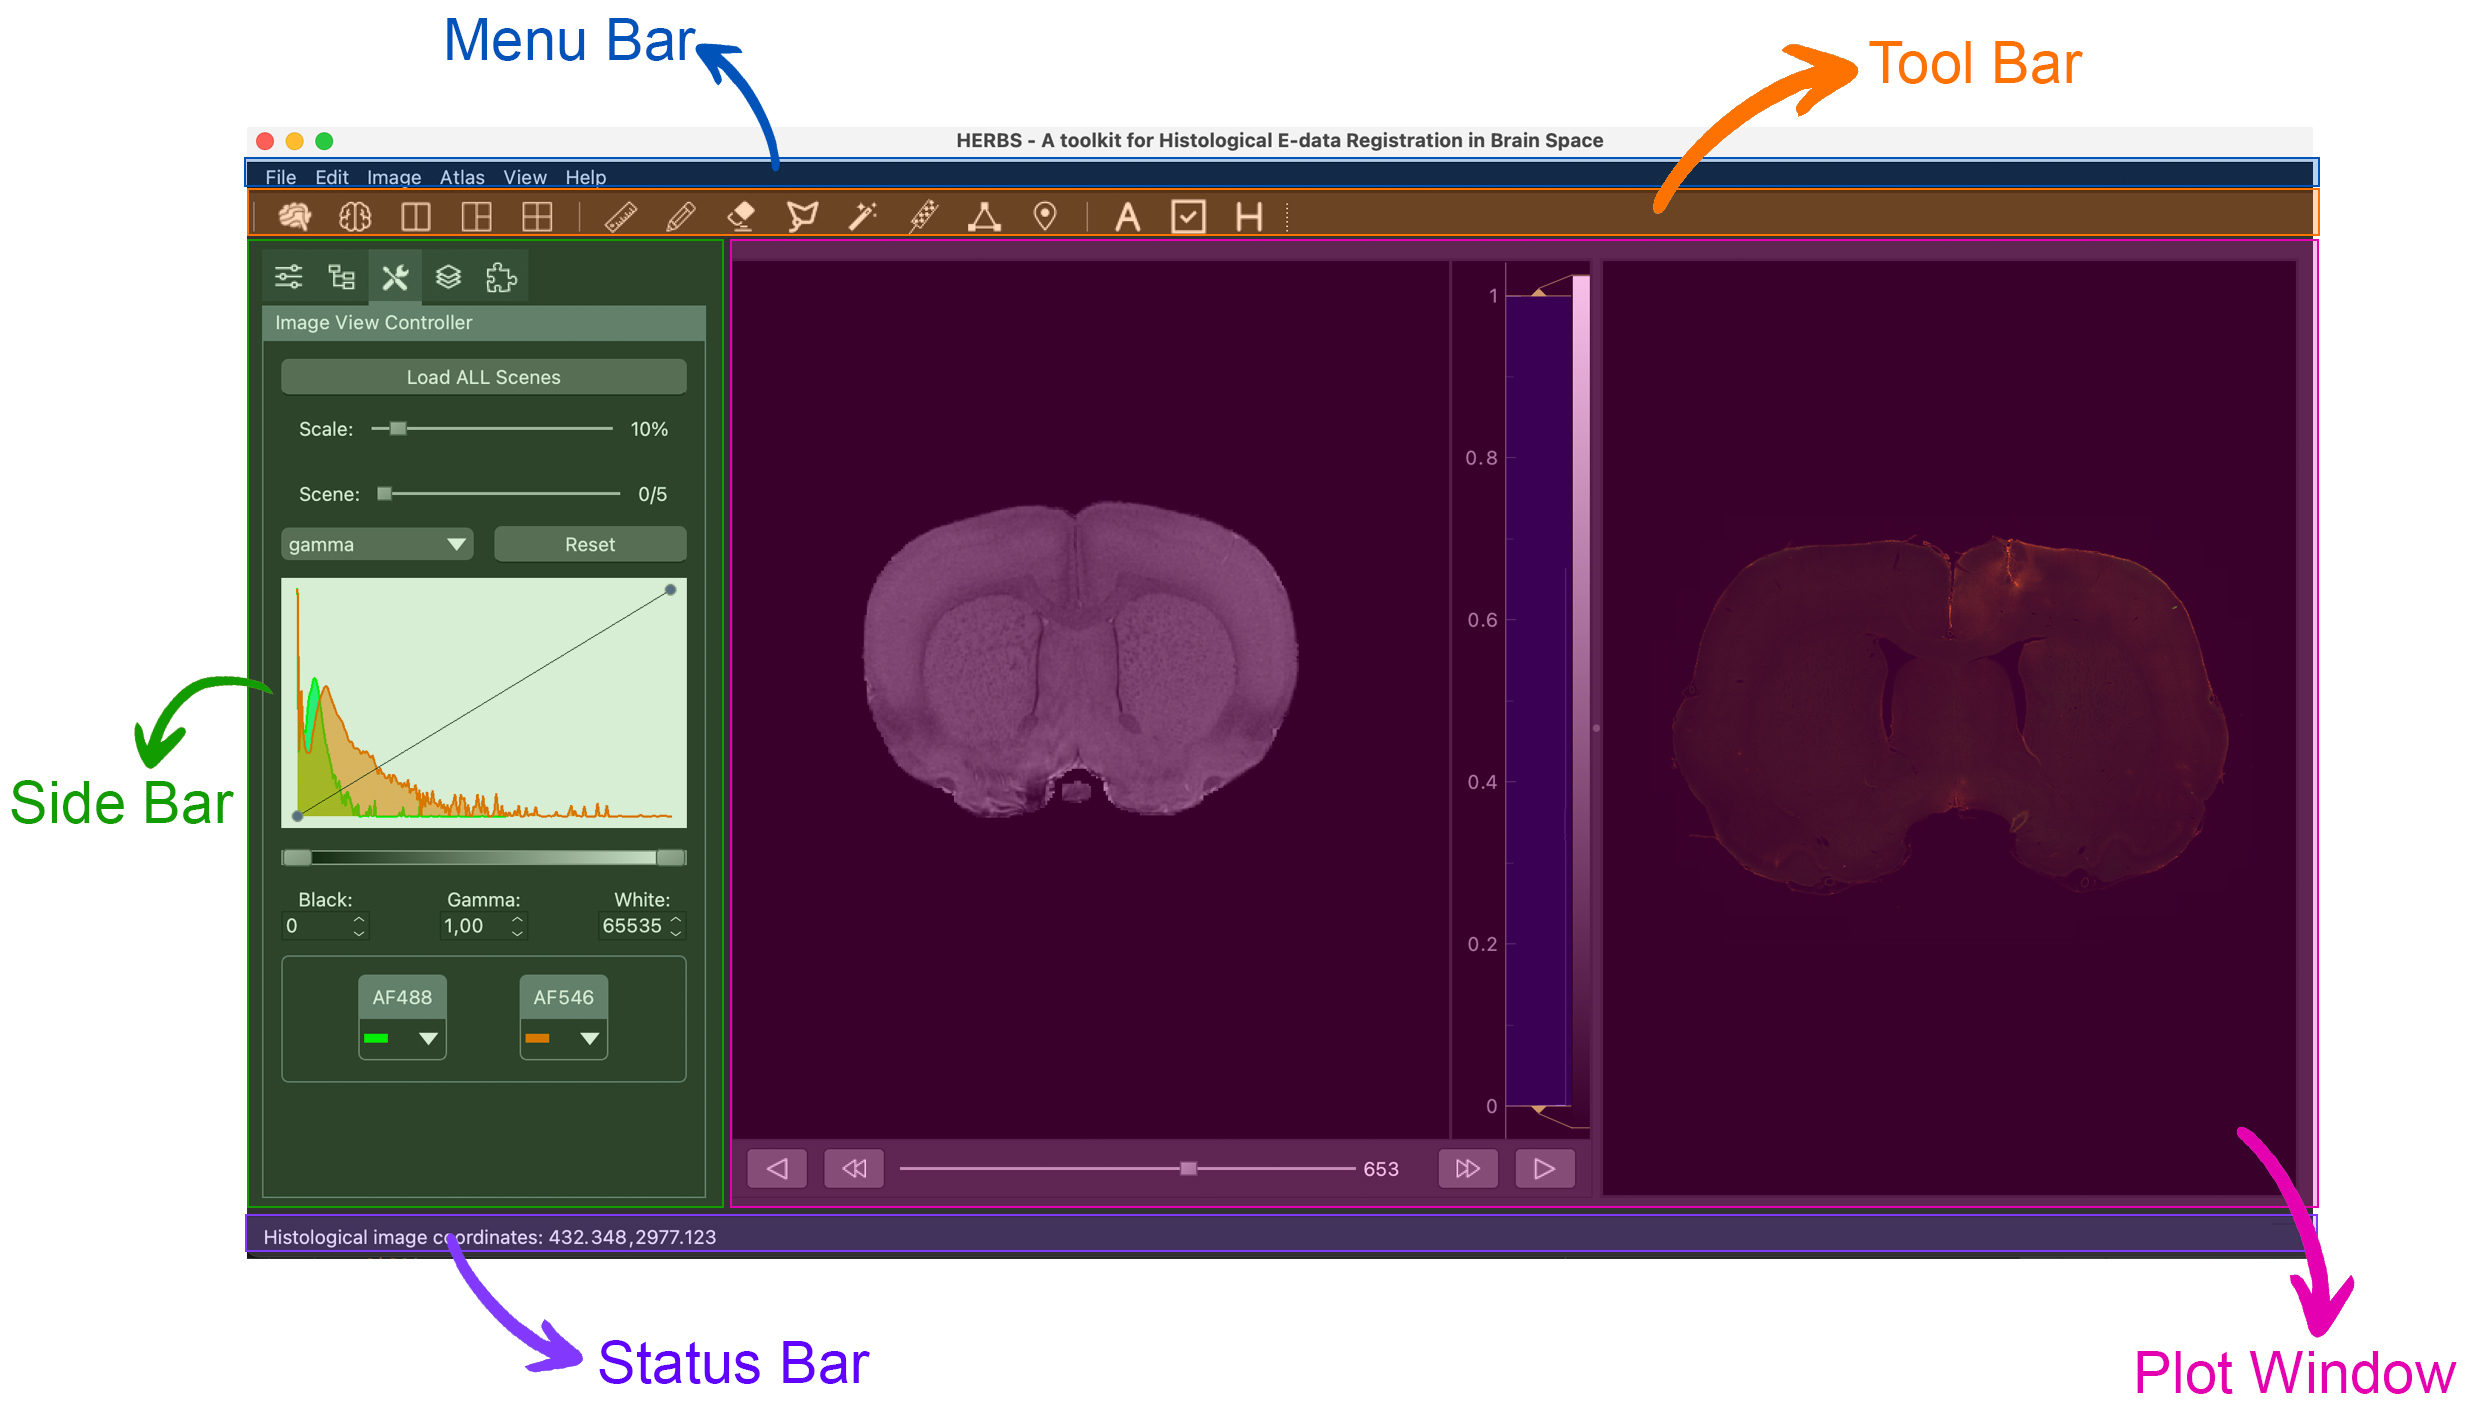 Menu Bar
Tool Bar
HERBS - A toolkit for Histological E-data Registration in Brain Space
File Edit Image Atlas View Help
A H
Image View Controller
Load ALL Scenes
Scale: 10%
Scene: 0/5
gamma Reset
Black: Gamma: White:
0 1,00 65535
AF488 AF546
Side Bar
1
0.8
0.6
0.4
0.2
0
653
Histological image coordinates: 432.348,2977.123
Status Bar
Plot Window